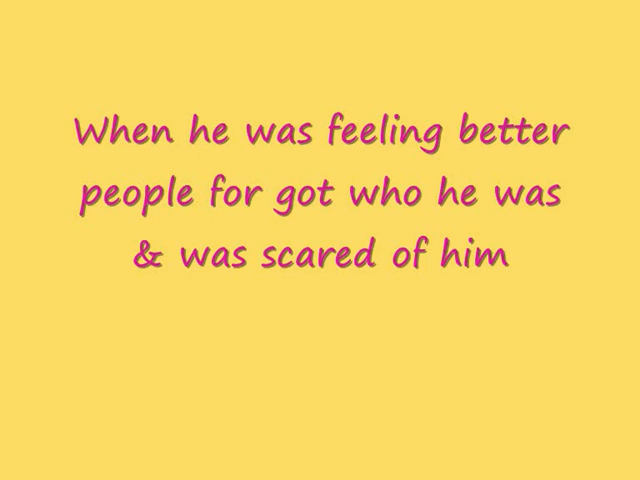 When he was feeling better
people for got who he was
& was scared of him